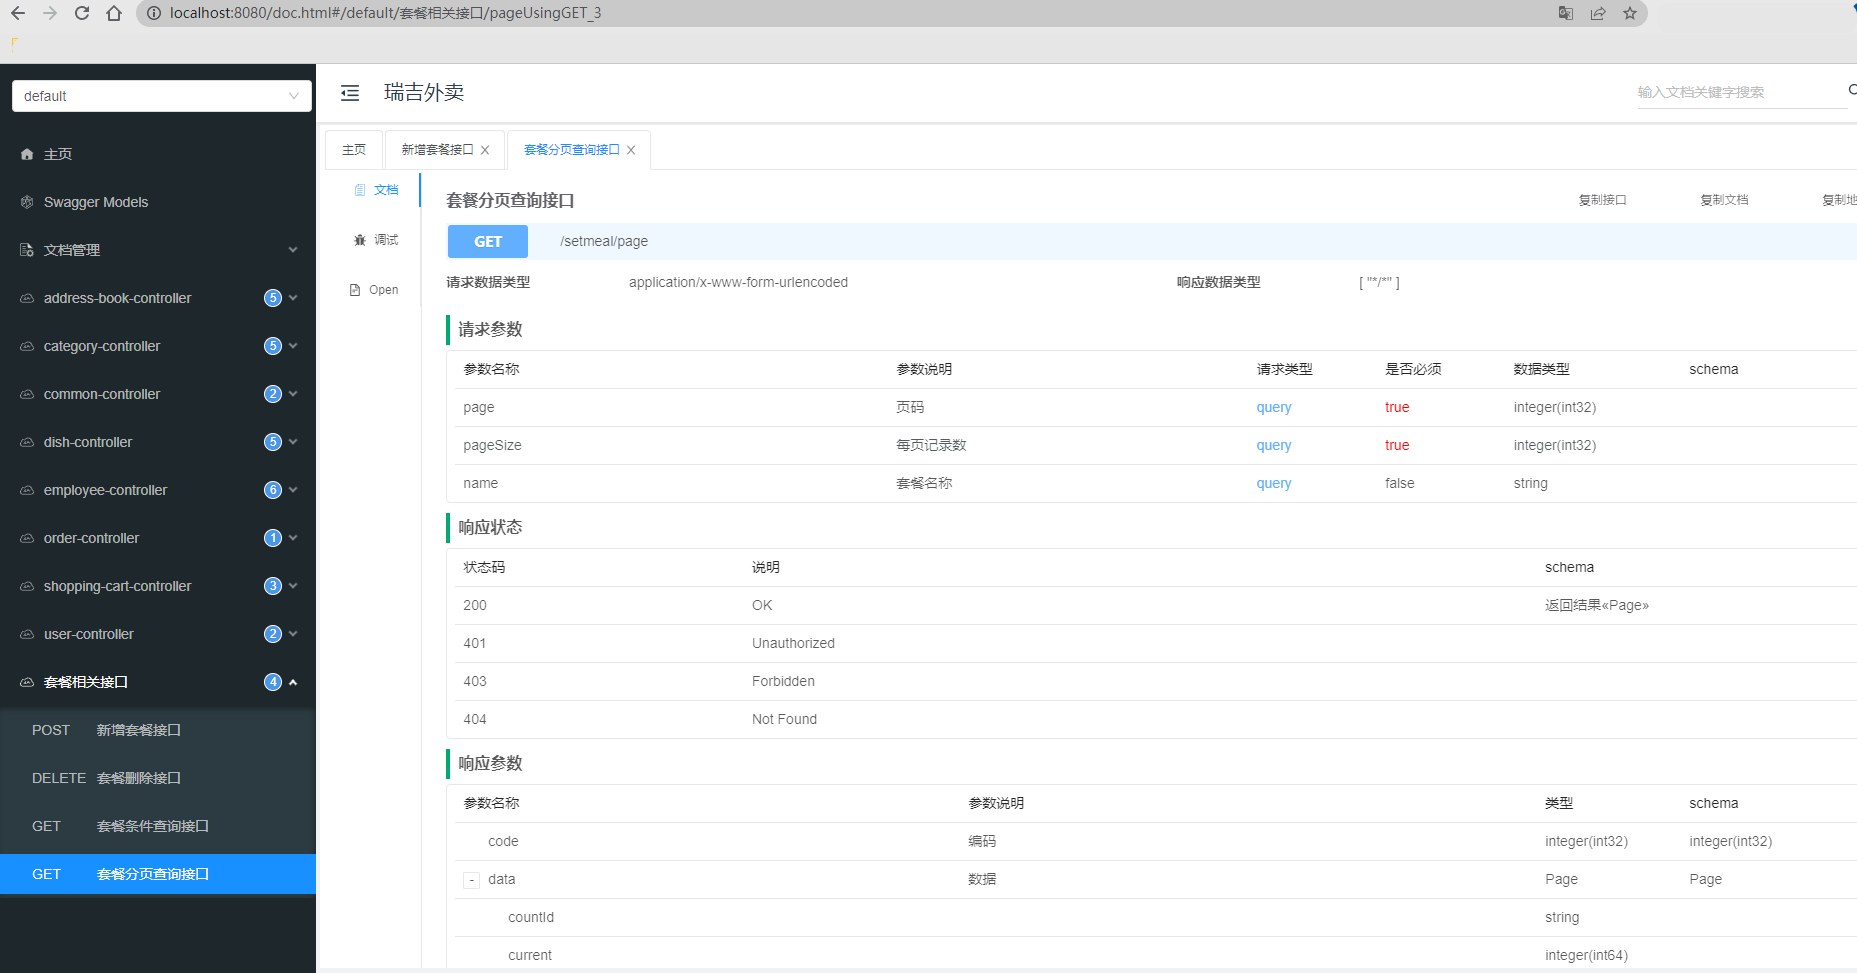 localhost:8080/doc.html#/default/套餐相关接口/pageUsingGET_3
default
瑞吉外卖
输入文档关键字搜索
主页
Swagger Models
文档管理
address-book-controller 5
category-controller 5
common-controller 2
dish-controller 5
employee-controller 6
order-controller 1
shopping-cart-controller 3
user-controller 2
套餐相关接口 4
POST 新增套餐接口
DELETE 套餐删除接口
GET 套餐条件查询接口
GET 套餐分页查询接口
主页 新增套餐接口 套餐分页查询接口
文档
调试
Open
套餐分页查询接口 复制接口 复制文档 复制地
GET /setmeal/page
请求数据类型 application/x-www-form-urlencoded 响应数据类型 [ "*/*" ]
请求参数
参数名称 参数说明 请求类型 是否必须 数据类型 schema
page 页码 query true integer(int32)
pageSize 每页记录数 query true integer(int32)
name 套餐名称 query false string
响应状态
状态码 说明 schema
200 OK 返回结果«Page»
401 Unauthorized
403 Forbidden
404 Not Found
响应参数
参数名称 参数说明 类型 schema
code 编码 integer(int32) integer(int32)
- data 数据 Page Page
countId string
current integer(int64)